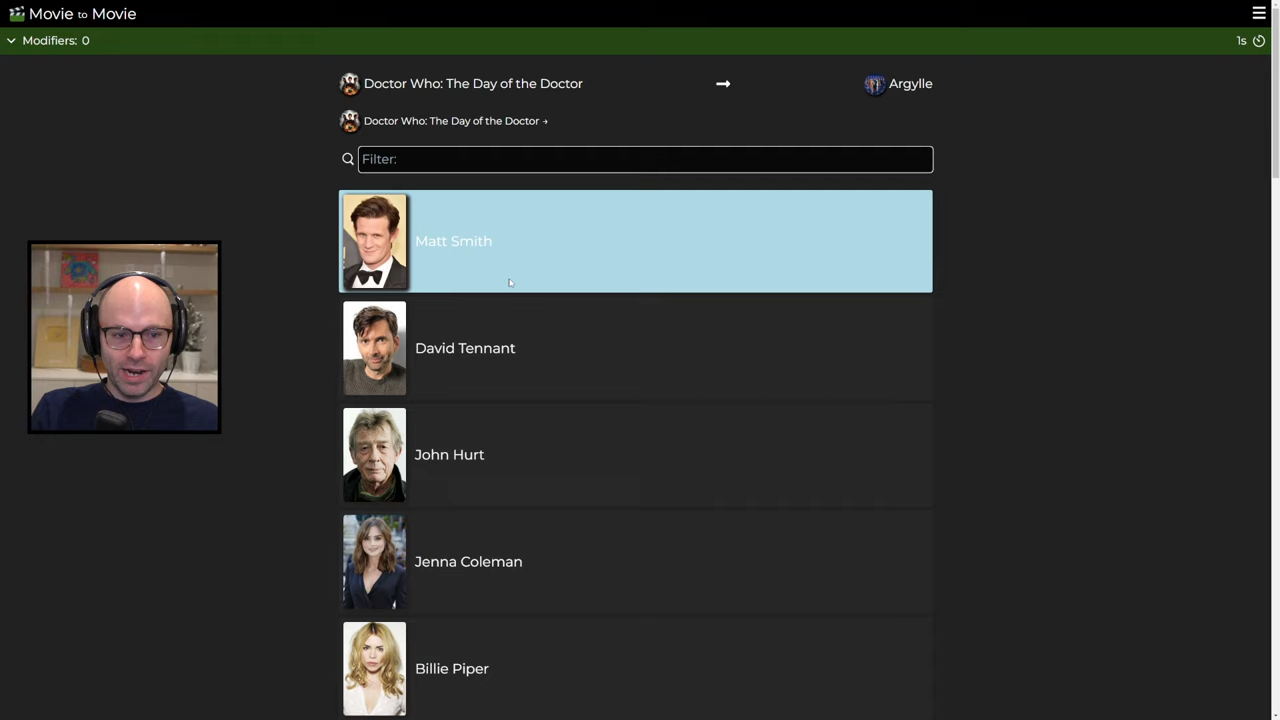 Movie to Movie
Modifiers: 0
1s
Doctor Who: The Day of the Doctor → Argylle
Doctor Who: The Day of the Doctor →
Filter:
Matt Smith
David Tennant
John Hurt
Jenna Coleman
Billie Piper